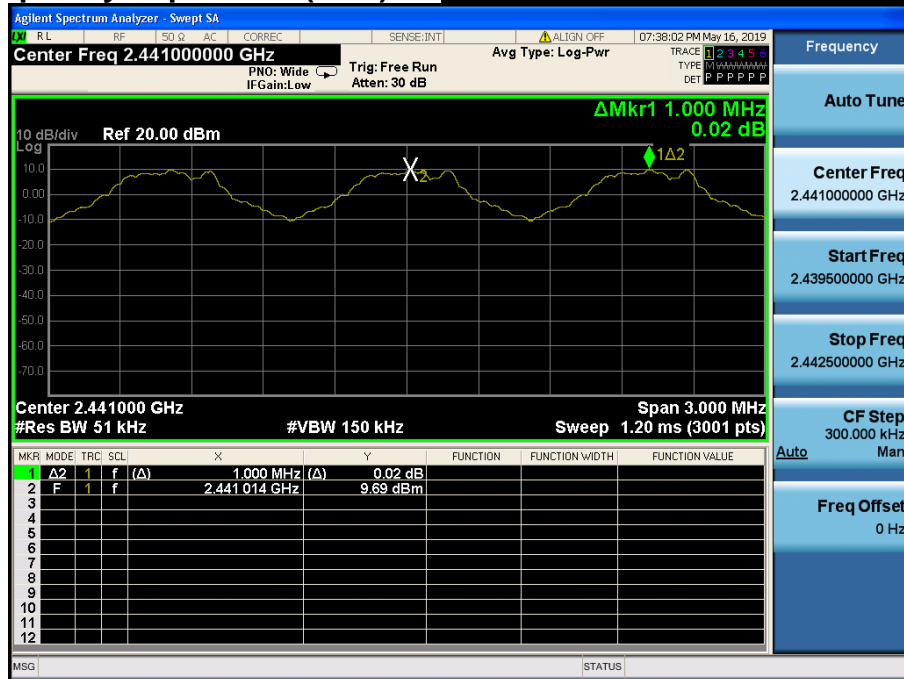 Agilent Spectrum Analyzer - Swept SA
LXI RL RF 50 Ω AC CORREC SENSE:INT ALIGN OFF 07:38:02 PM May 16, 2019
Center Freq 2.441000000 GHz
PNO: Wide
IFGain:Low
Trig: Free Run
Atten: 30 dB
Avg Type: Log-Pwr
TRACE 1 2 3 4 5 6
TYPE M WWWWW
DET P P P P P P
ΔMkr1 1.000 MHz
0.02 dB
10 dB/div Ref 20.00 dBm
Log
1Δ2
X2
10.0
0.00
-10.0
-20.0
-30.0
-40.0
-50.0
-60.0
-70.0
Center 2.441000 GHz Span 3.000 MHz
#Res BW 51 kHz #VBW 150 kHz Sweep 1.20 ms (3001 pts)
MKR MODE TRC SCL X Y FUNCTION FUNCTION WIDTH FUNCTION VALUE
1 Δ2 1 f (Δ) 1.000 MHz (Δ) 0.02 dB
2 F 1 f 2.441 014 GHz 9.69 dBm
3
4
5
6
7
8
9
10
11
12
MSG STATUS
Frequency
Auto Tune
Center Freq
2.441000000 GHz
Start Freq
2.439500000 GHz
Stop Freq
2.442500000 GHz
CF Step
300.000 kHz
Auto Man
Freq Offset
0 Hz